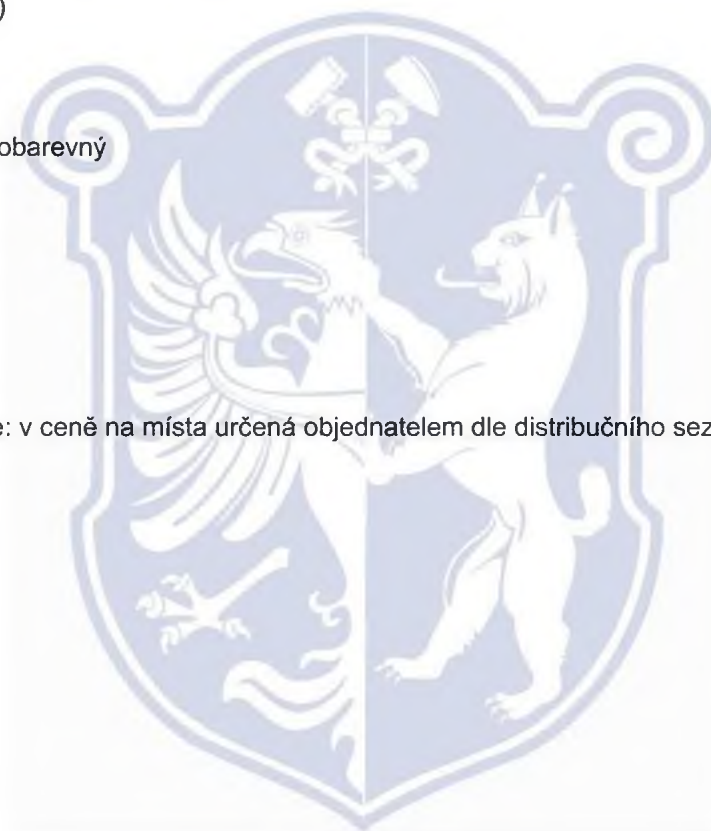 )
obarevný
e: v ceně na místa určená objednatelem dle distribučního sez